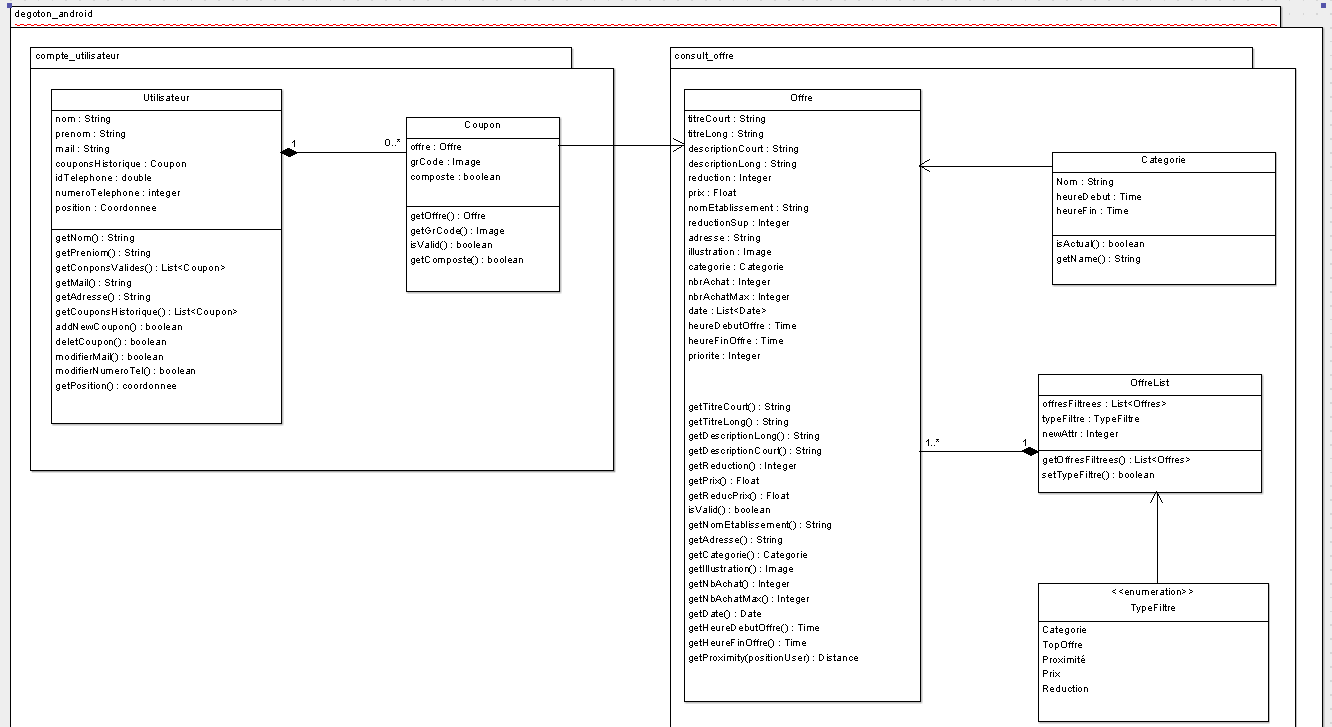 degoton_android
compte_utilisateur
Utilisateur
nom : String
prenom : String
mail : String
couponsHistorique : Coupon
idTelephone : double
numeroTelephone : integer
position : Coordonnee
getNom() : String
getPreniom() : String
getConponsValides() : List<Coupon>
getMail() : String
getAdresse() : String
getCouponsHistorique() : List<Coupon>
addNewCoupon() : boolean
deletCoupon() : boolean
modifierMail() : boolean
modifierNumeroTel() : boolean
getPosition() : coordonnee
1
0..*
Coupon
offre : Offre
qrCode : Image
composte : boolean
getOffre() : Offre
getQrCode() : Image
isValid() : boolean
getComposte() : boolean
consult_offre
Offre
titreCourt : String
titreLong : String
descriptionCourt : String
descriptionLong : String
reduction : Integer
prix : Float
nomEtablissement : String
reductionSup : Integer
adresse : String
illustration : Image
categorie : Categorie
nbrAchat : Integer
nbrAchatMax : Integer
date : List<Date>
heureDebutOffre : Time
heureFinOffre : Time
priorite : Integer
getTitreCourt() : String
getTitreLong() : String
getDescriptionLong() : String
getDescriptionCourt() : String
getReduction() : Integer
getPrix() : Float
getReducPrix() : Float
isValid() : boolean
getNomEtablissement() : String
getAdresse() : String
getCategorie() : Categorie
getIllustration() : Image
getNbAchat() : Integer
getNbAchatMax() : Integer
getDate() : Date
getHeureDebutOffre() : Time
getHeureFinOffre() : Time
getProximity(positionUser) : Distance
Categorie
Nom : String
heureDebut : Time
heureFin : Time
isActual() : boolean
getName() : String
1..*
1
OffreList
offresFiltrees : List<Offres>
typeFiltre : TypeFiltre
newAttr : Integer
getOffresFiltrees() : List<Offres>
setTypeFiltre() : boolean
<<enumeration>>
TypeFiltre
Categorie
TopOffre
Proximité
Prix
Reduction